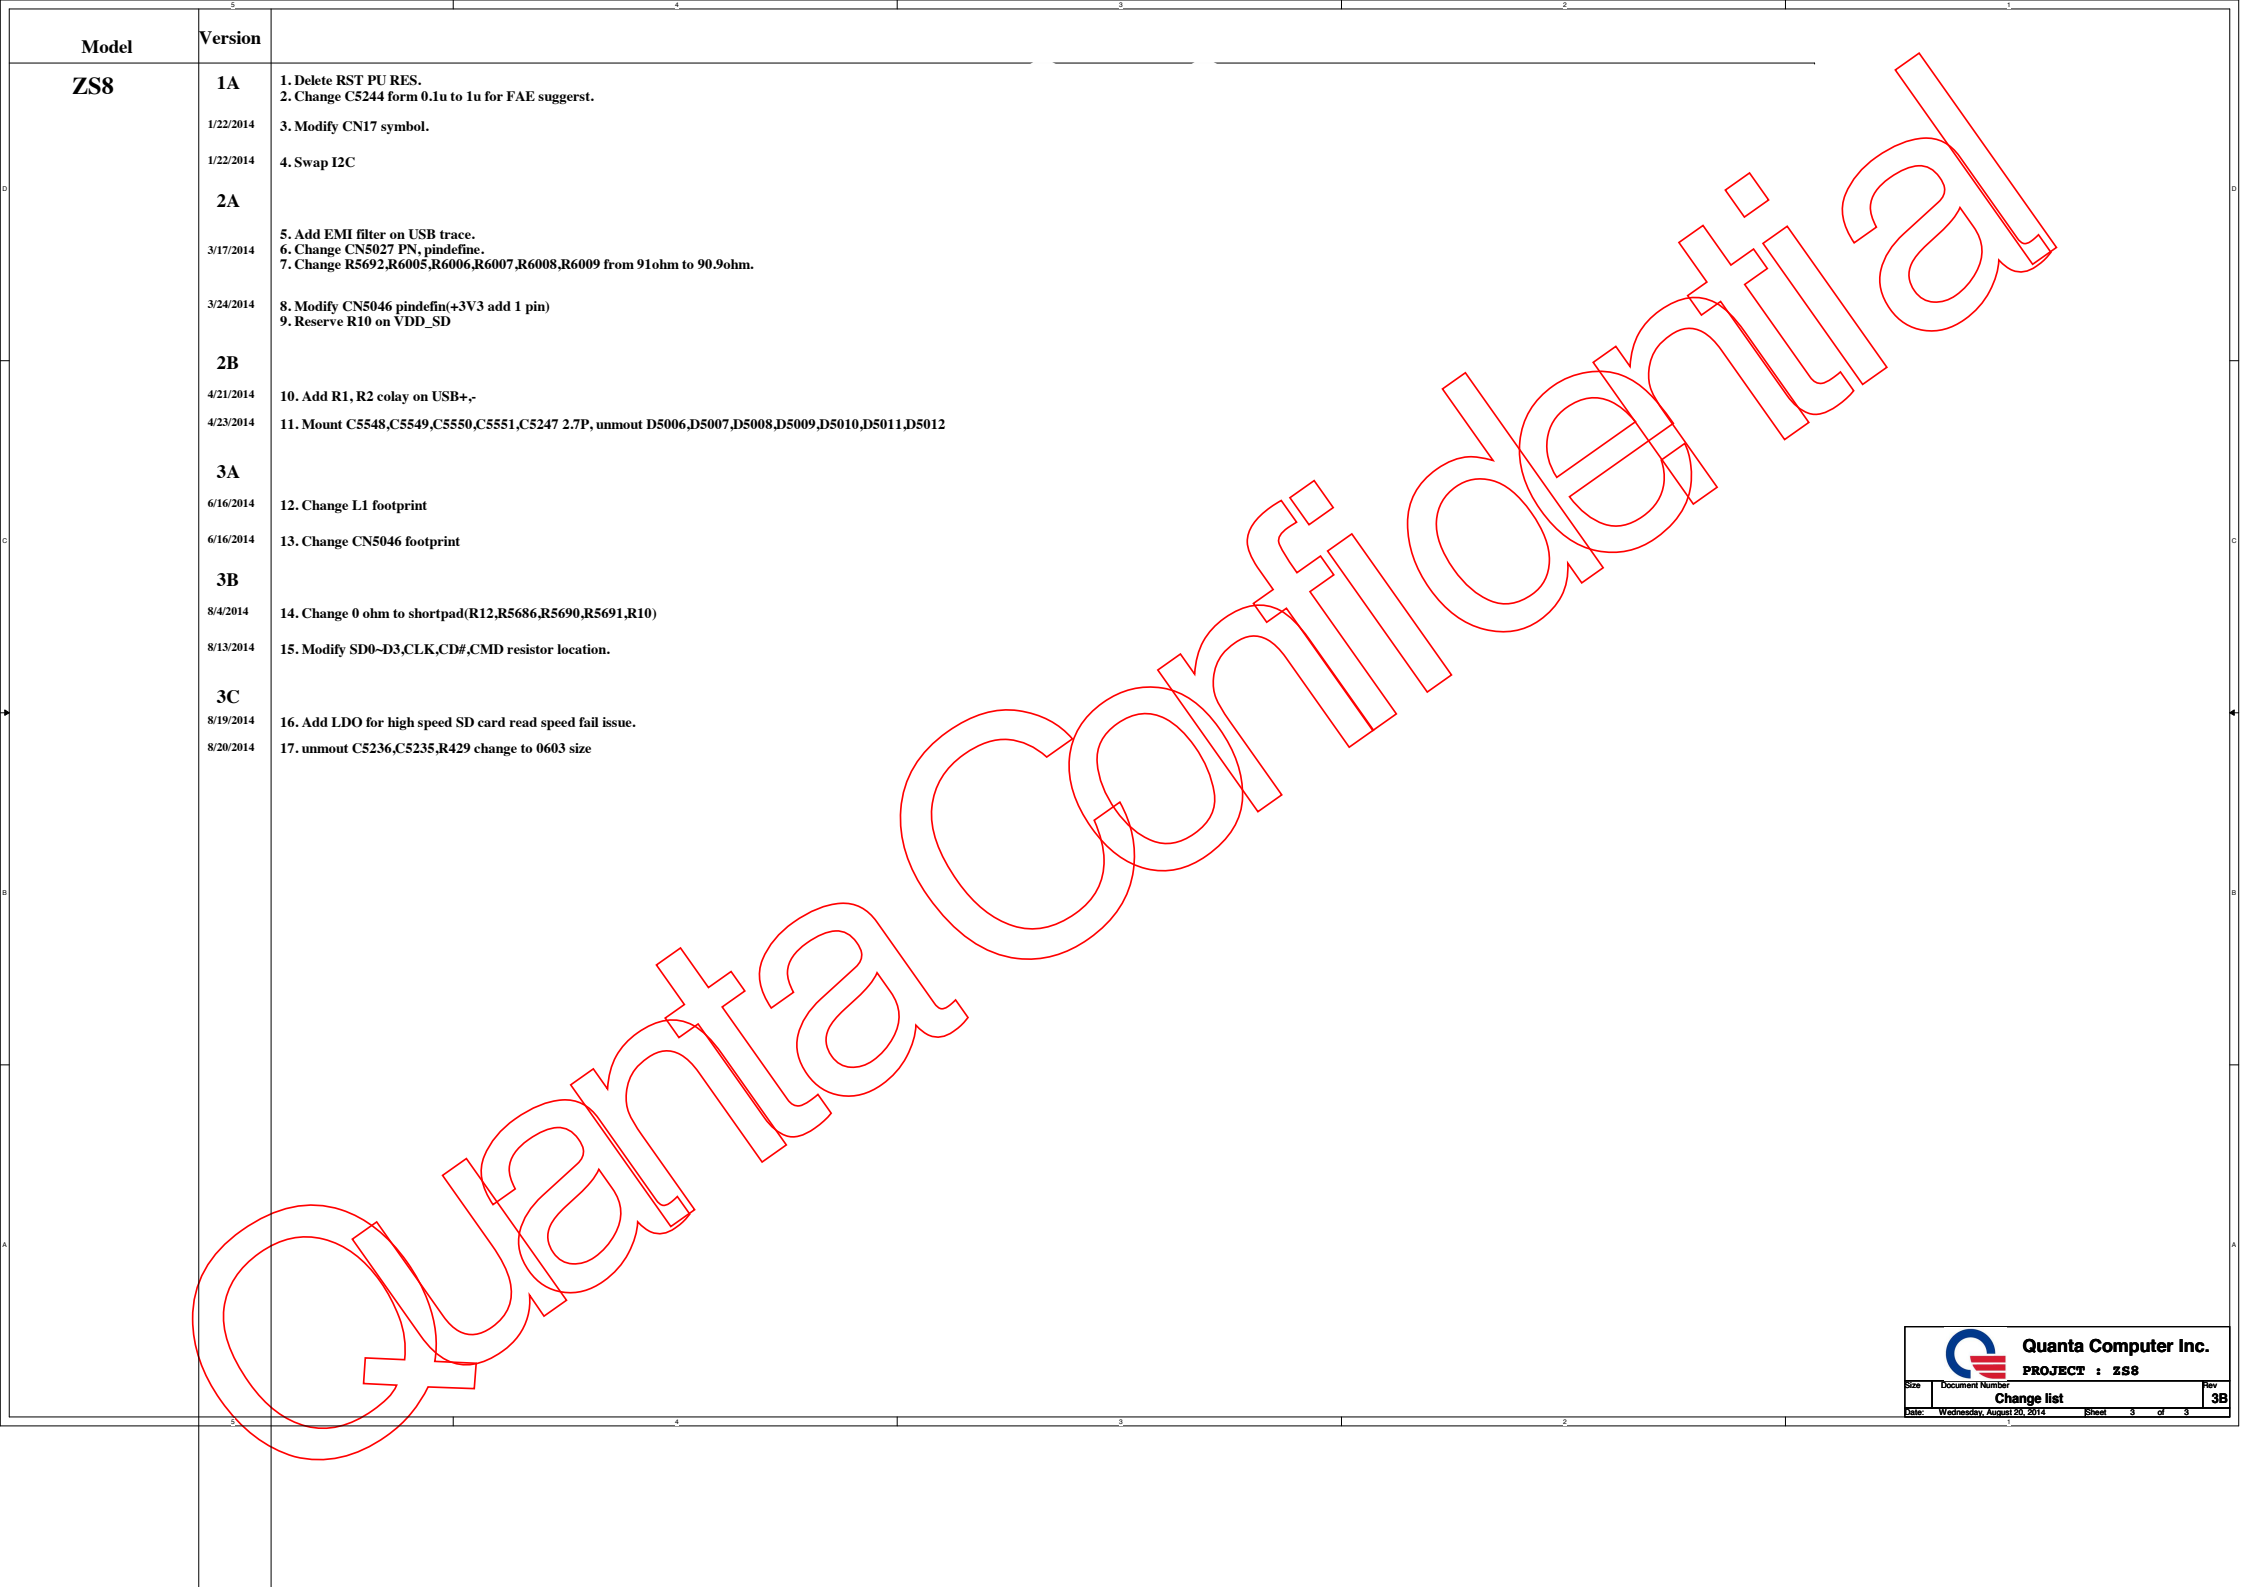 5 4 3 2 1
Model
Version
ZS8
1A
1. Delete RST PU RES.
2. Change C5244 form 0.1u to 1u for FAE suggerst.
1/22/2014
3. Modify CN17 symbol.
1/22/2014
4. Swap I2C
D D
2A
5. Add EMI filter on USB trace.
3/17/2014
6. Change CN5027 PN, pindefine.
7. Change R5692,R6005,R6006,R6007,R6008,R6009 from 91ohm to 90.9ohm.
3/24/2014
8. Modify CN5046 pindefin(+3V3 add 1 pin)
9. Reserve R10 on VDD_SD
2B
4/21/2014
10. Add R1, R2 colay on USB+,-
4/23/2014
11. Mount C5548,C5549,C5550,C5551,C5247 2.7P, unmout D5006,D5007,D5008,D5009,D5010,D5011,D5012
3A
6/16/2014
12. Change L1 footprint
6/16/2014
13. Change CN5046 footprint
C C
3B
8/4/2014
14. Change 0 ohm to shortpad(R12,R5686,R5690,R5691,R10)
8/13/2014
15. Modify SD0~D3,CLK,CD#,CMD resistor location.
3C
8/19/2014
16. Add LDO for high speed SD card read speed fail issue.
8/20/2014
17. unmout C5236,C5235,R429 change to 0603 size
B B
Quanta Confidential
A A
Quanta Computer Inc.
PROJECT : ZS8
Size
Document Number
Rev
Change list
3B
Date: Wednesday, August 20, 2014
Sheet 3 of 3
5 4 3 2 1